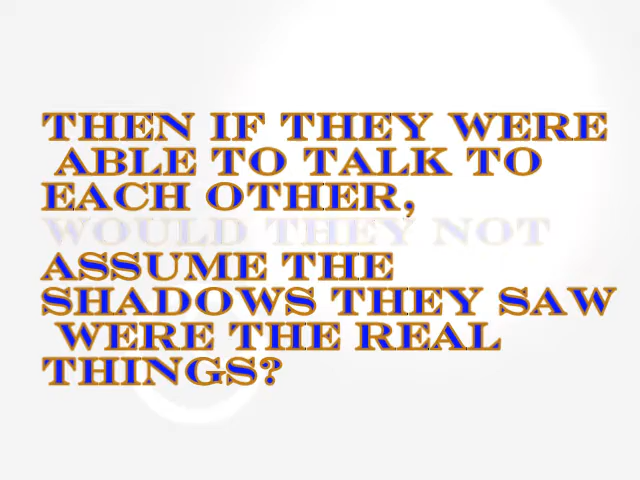 THEN IF THEY WERE
ABLE TO TALK TO
EACH OTHER,
WOULD THEY NOT
ASSUME THE
SHADOWS THEY SAW
WERE THE REAL
THINGS?